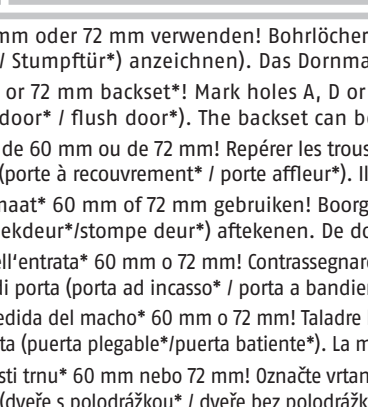 mm oder 72 mm verwenden! Bohrlöcher
/ Stumpftür*) anzeichnen). Das Dornma
or 72 mm backset*! Mark holes A, D or
door* / flush door*). The backset can b
de 60 mm ou de 72 mm! Repérer les trous
(porte à recouvrement* / porte affleur*). Il
maat* 60 mm of 72 mm gebruiken! Boorg
ekdeur*/stompe deur*) aftekenen. De do
ell'entrata* 60 mm o 72 mm! Contrassegnare
di porta (porta ad incasso* / porta a bandie
edida del macho* 60 mm o 72 mm! Taladre
ta (puerta plegable*/puerta batiente*). La m
sti trnu* 60 mm nebo 72 mm! Označte vrtan
(dveře s polodrážkou* / dveře bez polodrážk